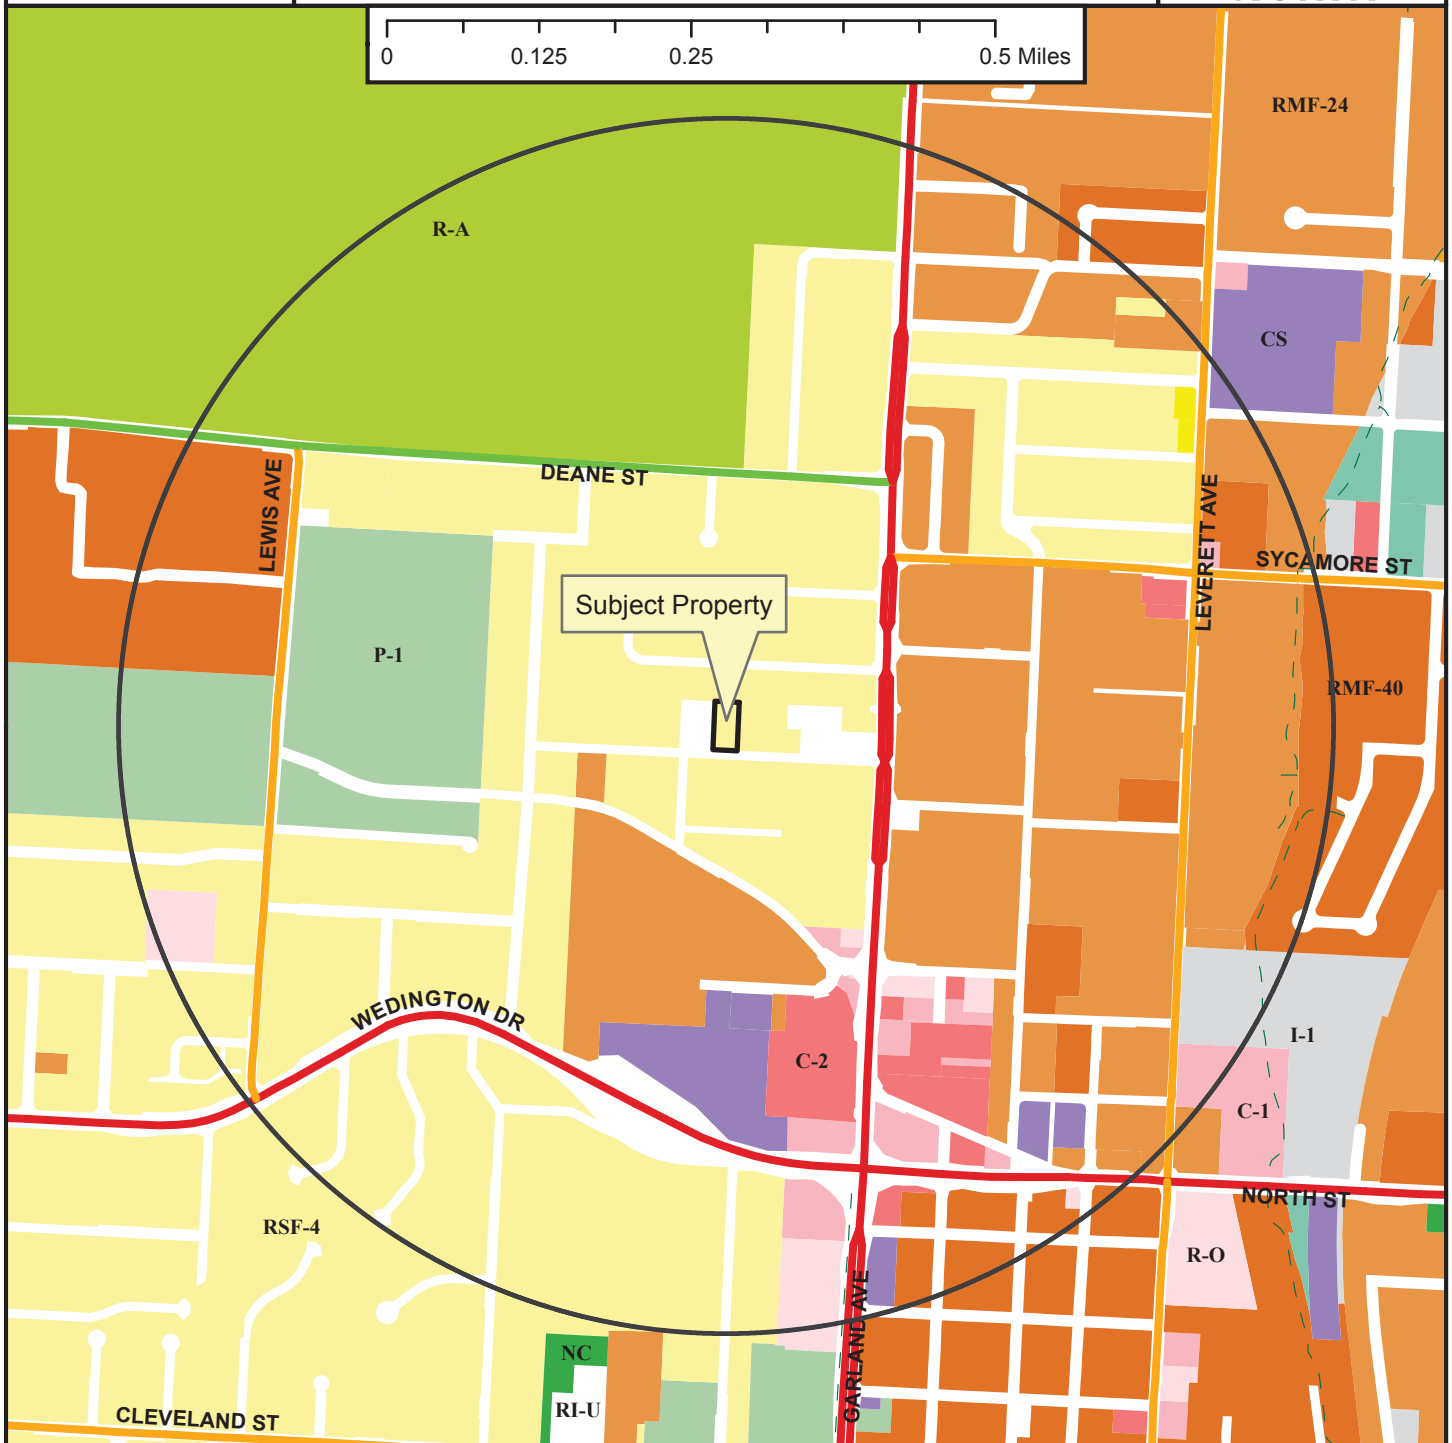 0 0.125 0.25 0.5 Miles
RMF-24
R-A
CS
DEANE ST
LEWIS AVE
LEVERETT AVE
SYCAMORE ST
Subject Property
P-1
RMF-40
WEDINGTON DR
I-1
C-2
C-1
NORTH ST
RSF-4
R-O
GARLAND AVE
NC
RI-U
CLEVELAND ST